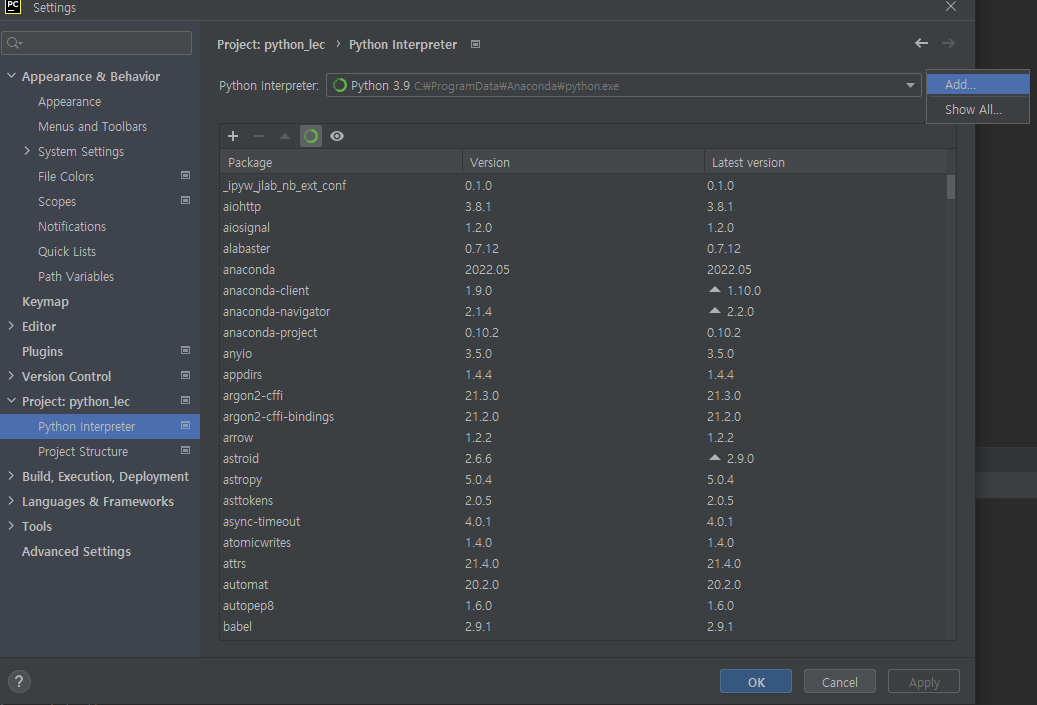 PC Settings
Project: python_lec › Python Interpreter
Python Interpreter: Python 3.9 C:₩ProgramData₩Anaconda₩python.exe
Add...
Show All...
Appearance & Behavior
Appearance
Menus and Toolbars
System Settings
File Colors
Scopes
Notifications
Quick Lists
Path Variables
Keymap
Editor
Plugins
Version Control
Project: python_lec
Python Interpreter
Project Structure
Build, Execution, Deployment
Languages & Frameworks
Tools
Advanced Settings
Package Version Latest version
_ipyw_jlab_nb_ext_conf 0.1.0 0.1.0
aiohttp 3.8.1 3.8.1
aiosignal 1.2.0 1.2.0
alabaster 0.7.12 0.7.12
anaconda 2022.05 2022.05
anaconda-client 1.9.0 1.10.0
anaconda-navigator 2.1.4 2.2.0
anaconda-project 0.10.2 0.10.2
anyio 3.5.0 3.5.0
appdirs 1.4.4 1.4.4
argon2-cffi 21.3.0 21.3.0
argon2-cffi-bindings 21.2.0 21.2.0
arrow 1.2.2 1.2.2
astroid 2.6.6 2.9.0
astropy 5.0.4 5.0.4
asttokens 2.0.5 2.0.5
async-timeout 4.0.1 4.0.1
atomicwrites 1.4.0 1.4.0
attrs 21.4.0 21.4.0
automat 20.2.0 20.2.0
autopep8 1.6.0 1.6.0
babel 2.9.1 2.9.1
? OK Cancel Apply